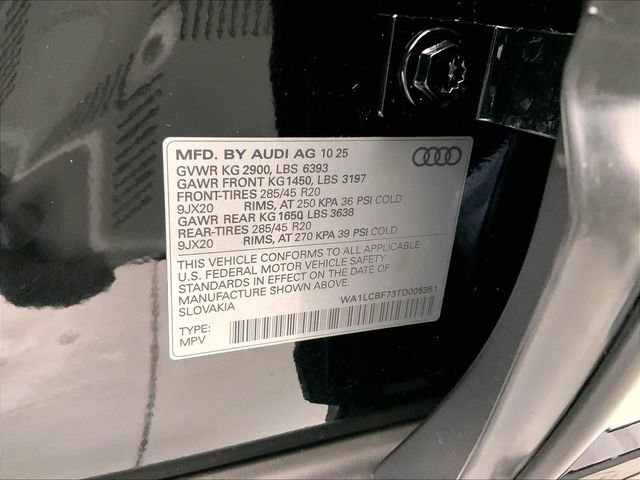 MFD. BY AUDI AG 10 25
GVWR KG 2900, LBS 6393
GAWR FRONT KG 1450, LBS 3197
FRONT-TIRES 285/45 R20
9JX20 RIMS, AT 250 KPA 36 PSI COLD
GAWR REAR KG 1650, LBS 3638
REAR-TIRES 285/45 R20
9JX20 RIMS, AT 270 KPA 39 PSI COLD
THIS VEHICLE CONFORMS TO ALL APPLICABLE
U.S. FEDERAL MOTOR VEHICLE SAFETY
STANDARDS IN EFFECT ON THE DATE OF
MANUFACTURE SHOWN ABOVE.
SLOVAKIA WA1LCBF73TD005351
TYPE:
MPV